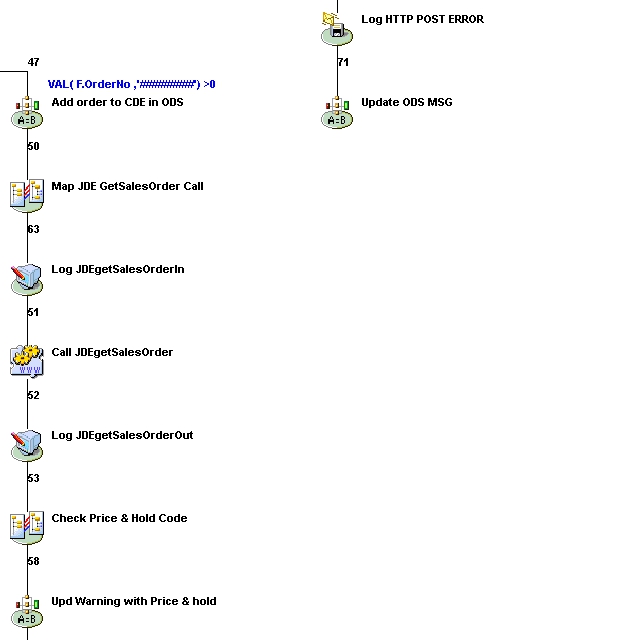 Log HTTP POST ERROR
47
71
VAL( F.OrderNo ,'##########') >0
Add order to CDE in ODS
Update ODS MSG
A=B
A=B
50
Map JDE GetSalesOrder Call
63
Log JDEgetSalesOrderIn
51
Call JDEgetSalesOrder
52
Log JDEgetSalesOrderOut
53
Check Price & Hold Code
58
Upd Warning with Price & hold
A=B